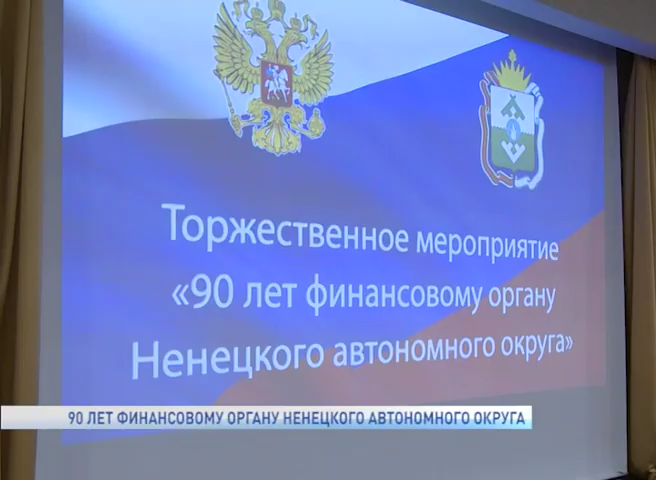 Торжественное мероприятие
«90 лет финансовому органу
Ненецкого автономного округа»
90 ЛЕТ ФИНАНСОВОМУ ОРГАНУ НЕНЕЦКОГО АВТОНОМНОГО ОКРУГА